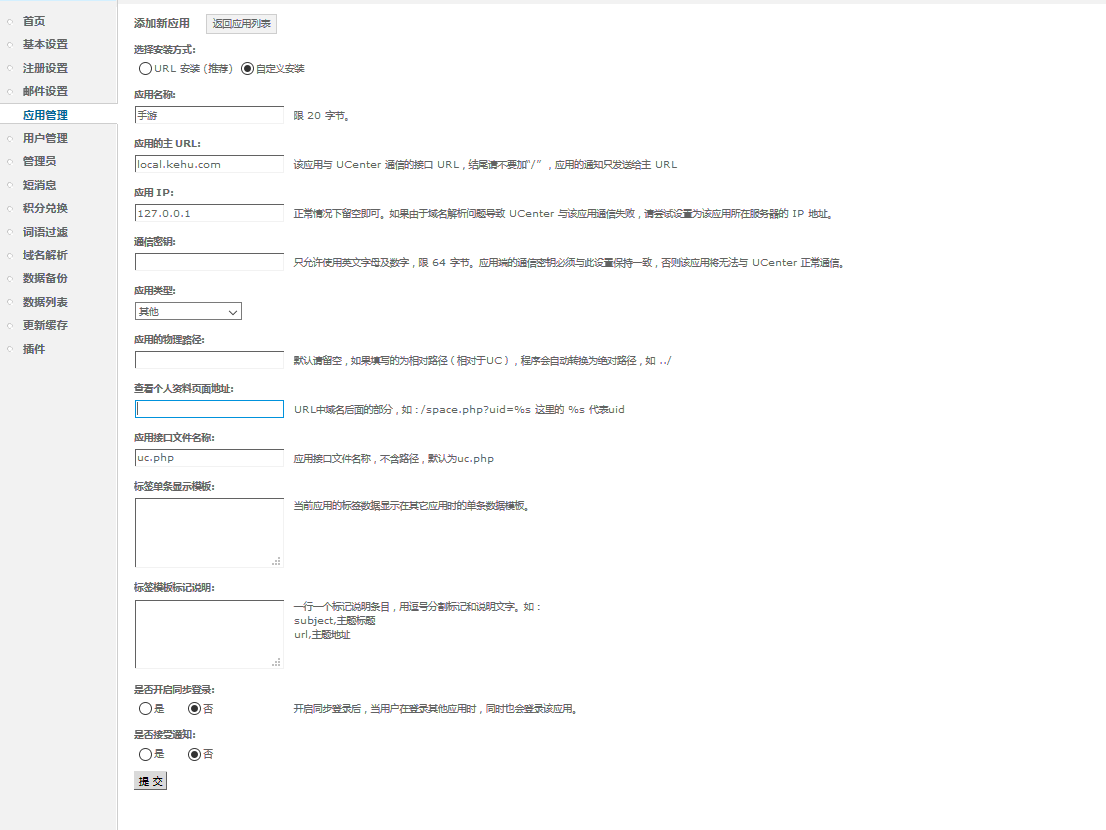 首页
基本设置
注册设置
邮件设置
应用管理
用户管理
管理员
短消息
积分兑换
词语过滤
域名解析
数据备份
数据列表
更新缓存
插件
添加新应用 返回应用列表
选择安装方式:
URL 安装 (推荐) 自定义安装
应用名称:
手游 限 20 字节。
应用的主 URL:
local.kehu.com 该应用与 UCenter 通信的接口 URL，结尾请不要加“/” ，应用的通知只发送给主 URL
应用 IP:
127.0.0.1 正常情况下留空即可。如果由于域名解析问题导致 UCenter 与该应用通信失败，请尝试设置为该应用所在服务器的 IP 地址。
通信密钥:
只允许使用英文字母及数字，限 64 字节。应用端的通信密钥必须与此设置保持一致，否则该应用将无法与 UCenter 正常通信。
应用类型:
其他
应用的物理路径:
默认请留空，如果填写的为相对路径（相对于UC），程序会自动转换为绝对路径，如 ../
查看个人资料页面地址:
URL中域名后面的部分，如：/space.php?uid=%s 这里的 %s 代表uid
应用接口文件名称:
uc.php 应用接口文件名称，不含路径，默认为uc.php
标签单条显示模板:
当前应用的标签数据显示在其它应用时的单条数据模板。
标签模板标记说明:
一行一个标记说明条目，用逗号分割标记和说明文字。如：
subject,主题标题
url,主题地址
是否开启同步登录:
是 否 开启同步登录后，当用户在登录其他应用时，同时也会登录该应用。
是否接受通知:
是 否
提 交